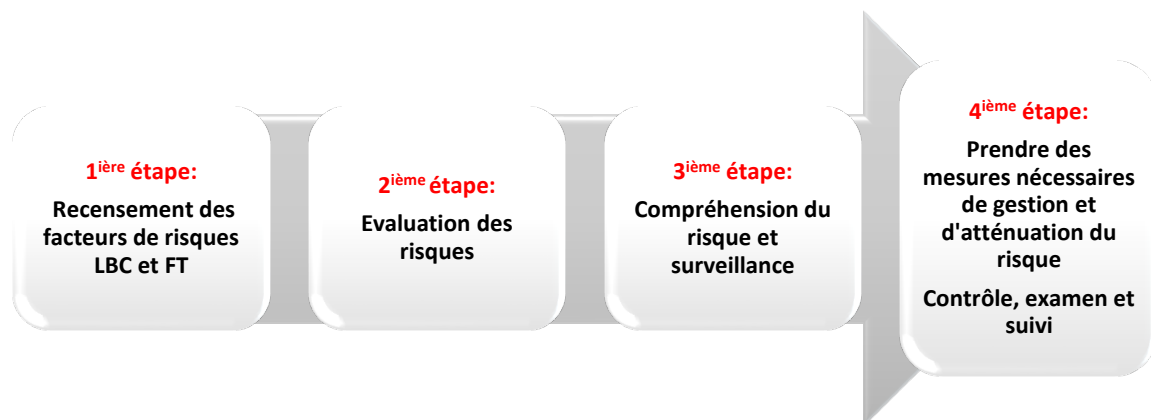 1ière étape:
Recensement des
facteurs de risques
LBC et FT
2ième étape:
Evaluation des
risques
3ième étape:
Compréhension du
risque et
surveillance
4ième étape:
Prendre des
mesures nécessaires
de gestion et
d'atténuation du
risque
Contrôle, examen et
suivi